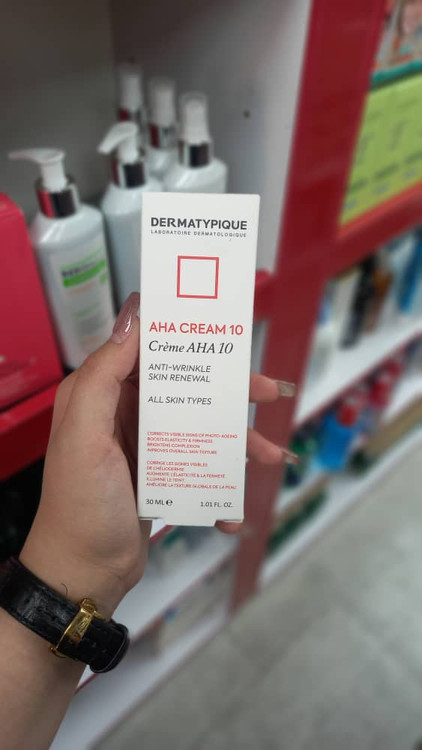 DERMATYPIQUE
LABORATOIRE DERMATOLOGIQUE
AHA CREAM 10
Crème AHA 10
ANTI-WRINKLE
SKIN RENEWAL
ALL SKIN TYPES
CORRECTS VISIBLE SIGNS OF PHOTO-AGEING
BOOSTS ELASTICITY & FIRMNESS
BRIGHTENS COMPLEXION
IMPROVES OVERALL SKIN TEXTURE
CORRIGE LES SIGNES VISIBLES
DE L'HÉLIODERMIE
AUGMENTE L'ÉLASTICITÉ & LA FERMETÉ
ILLUMINE LE TEINT
AMÉLIORE LA TEXTURE GLOBALE DE LA PEAU
30 ML ℮ 1.01 FL. OZ.